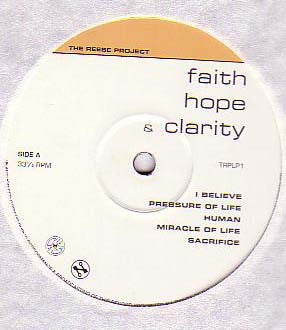 THE REESE PROJECT
faith
hope
& clarity
SIDE A
33⅓ RPM
TRPLP1
I BELIEVE
PRESSURE OF LIFE
HUMAN
MIRACLE OF LIFE
SACRIFICE